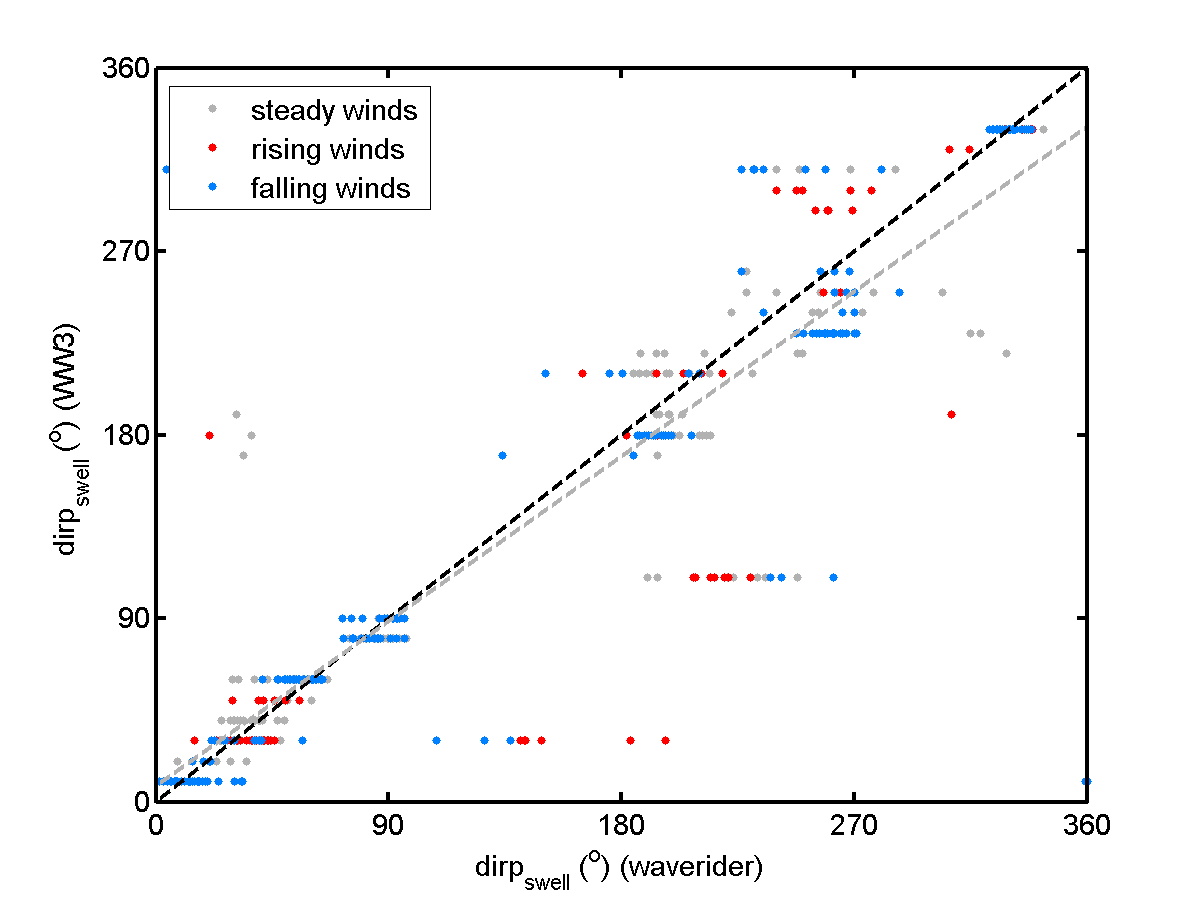 360
270
180
90
0
0
90
180
270
360
steady winds
rising winds
falling winds
dirp_swell (°) (WW3)
dirp_swell (°) (waverider)